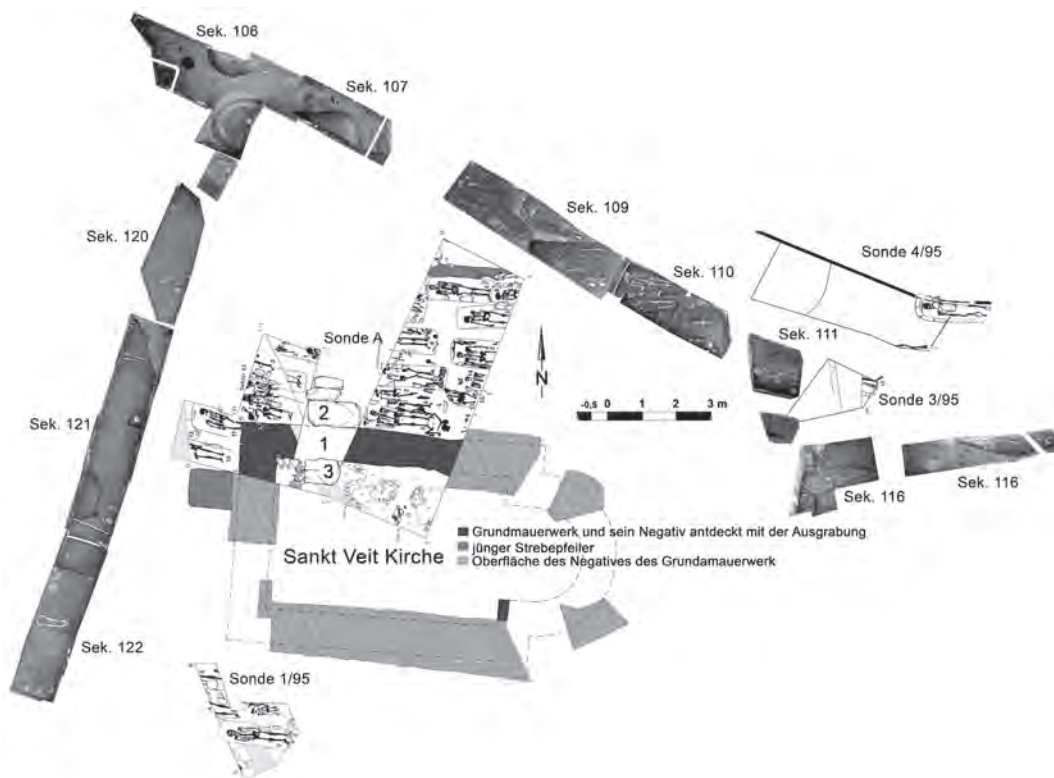 Sek. 106
Sek. 107
Sek. 109
Sek. 110
Sonde 4/95
Sek. 120
Sek. 111
Sonde A
N
Sonde 3/95
-0,5 0 1 2 3 m
2
1
3
Sek. 121
Sek. 116
Sek. 116
Sankt Veit Kirche
Grundmauerwerk und sein Negativ antdeckt mit der Ausgrabung
jünger Strebepfeiler
Oberfläche des Negatives des Grundamauerwerk
Sek. 122
Sonde 1/95